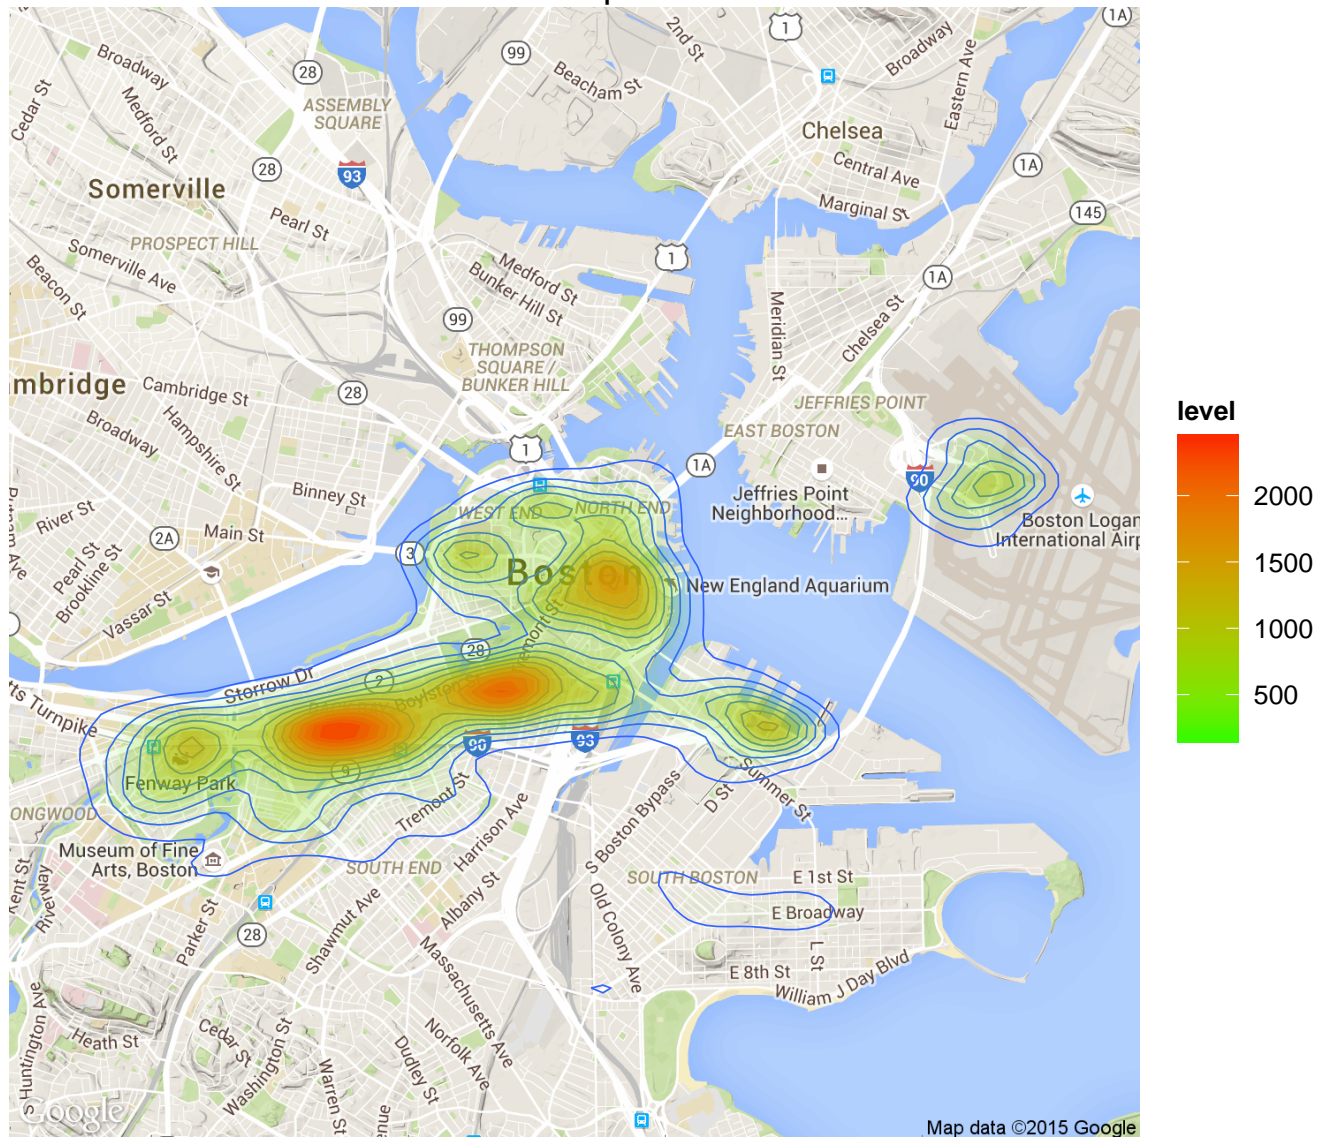 1
1A
99
2nd St
Broadway
Broadway
28
Beacham St
Eastern Ave
Cedar St
Medford St
ASSEMBLY
SQUARE
Chelsea
28
93
Central Ave
1A
Somerville
Marginal St
145
Pearl St
PROSPECT HILL
Somerville Ave
1
Medford St
Bunker Hill St
1A
Beacon St
99
Meridian St
Chelsea St
THOMPSON
SQUARE /
BUNKER HILL
mbridge
Cambridge St
28
JEFFRIES POINT
level
Broadway
Hampshire St
EAST BOSTON
1
1A
90
Binney St
Jeffries Point
Neighborhood...
2000
WEST END
NORTH END
River St
Boston Logan
International Airp
2A
Main St
3
1500
Pearl St
Brookline St
Boston
New England Aquarium
Vassar St
1000
28
Storrow Dr
2
Boylston
500
tts Turnpike
90
93
9
Fenway Park
Tremont St
Summer St
D St
ONGWOOD
Harrison Ave
S Boston Bypass
Museum of Fine
Arts, Boston
SOUTH END
SOUTH BOSTON
E 1st St
Kent St
Riverway
Albany St
Old Colony Ave
E Broadway
Parker St
28
Shawmut Ave
L St
Massachusetts Ave
E 8th St
William J Day Blvd
S Huntington Ave
Heath St
Cedar St
Washington St
Warren St
Dudley St
Norfolk Ave
enue
Google
Map data ©2015 Google